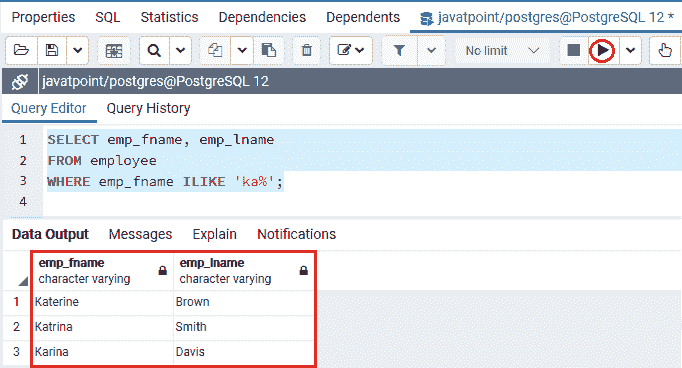 Properties SQL Statistics Dependencies Dependents javatpoint/postgres@PostgreSQL 12 *
No limit
javatpoint/postgres@PostgreSQL 12
Query Editor Query History
1 SELECT emp_fname, emp_lname
2 FROM employee
3 WHERE emp_fname ILIKE 'ka%';
4
Data Output Messages Explain Notifications
emp_fname emp_lname
character varying character varying
1 Katerine Brown
2 Katrina Smith
3 Karina Davis